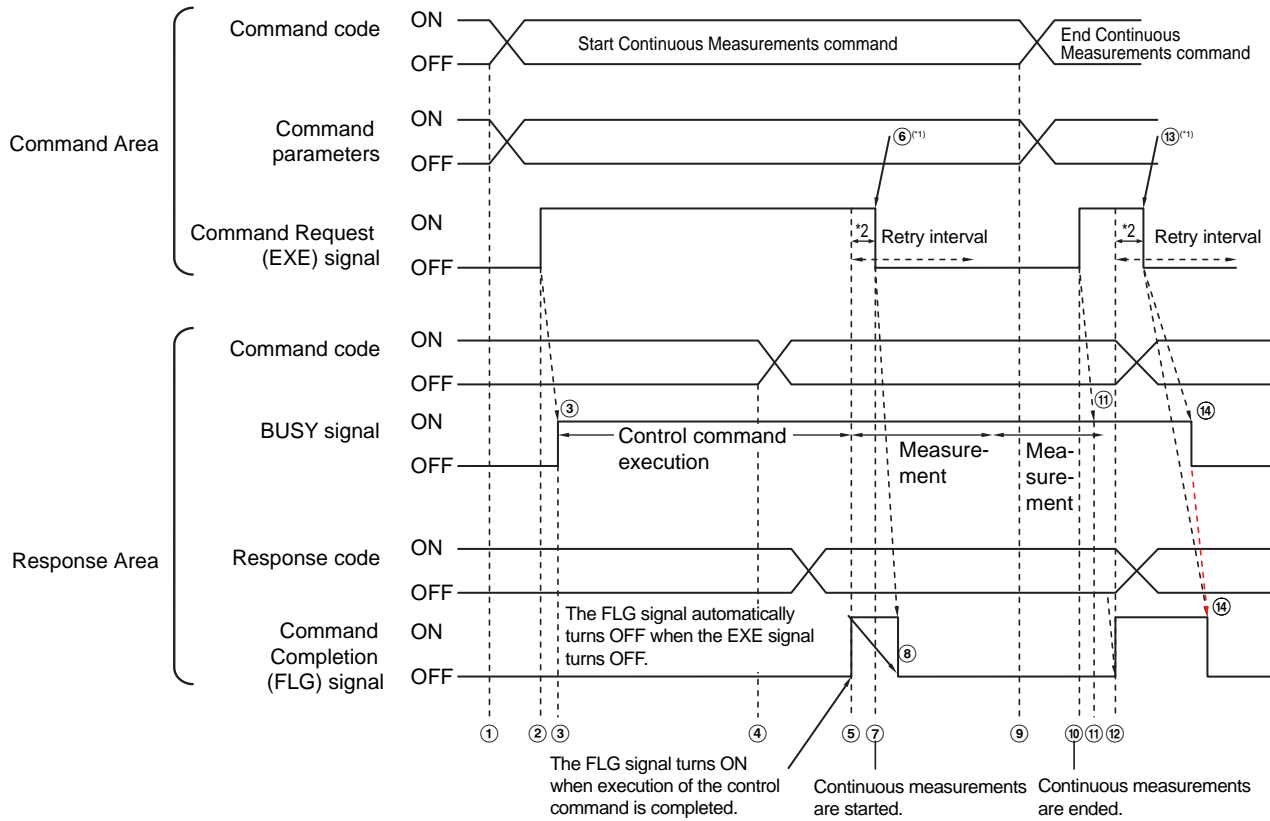 Command Area
Command code
ON
OFF
Start Continuous Measurements command
End Continuous
Measurements command
Command
parameters
ON
OFF
⑥(*1)
⑬(*1)
Command Request
(EXE) signal
ON
OFF
*2
Retry interval
*2
Retry interval
Response Area
Command code
ON
OFF
BUSY signal
ON
OFF
③
Control command
execution
Measure-
ment
Mea-
sure-
ment
⑪
⑭
Response code
ON
OFF
Command
Completion
(FLG) signal
ON
OFF
The FLG signal automatically
turns OFF when the EXE signal
turns OFF.
⑧
⑭
① ② ③ ④ ⑤ ⑦ ⑨ ⑩ ⑪ ⑫
The FLG signal turns ON
when execution of the control
command is completed.
Continuous measurements
are started.
Continuous measurements
are ended.